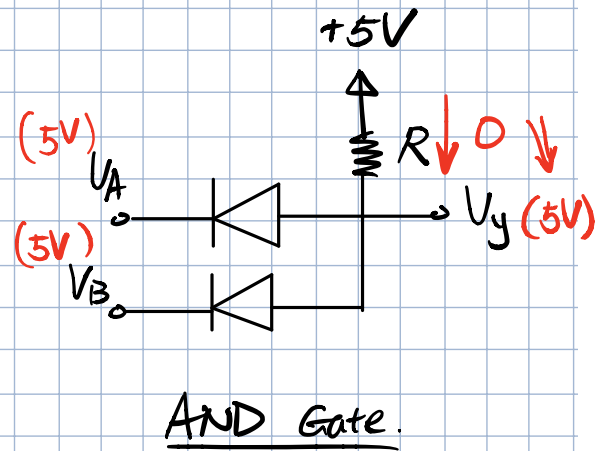 +5V
(5V)
VA
R
0
(5V)
VB
Vy (5V)
AND Gate.